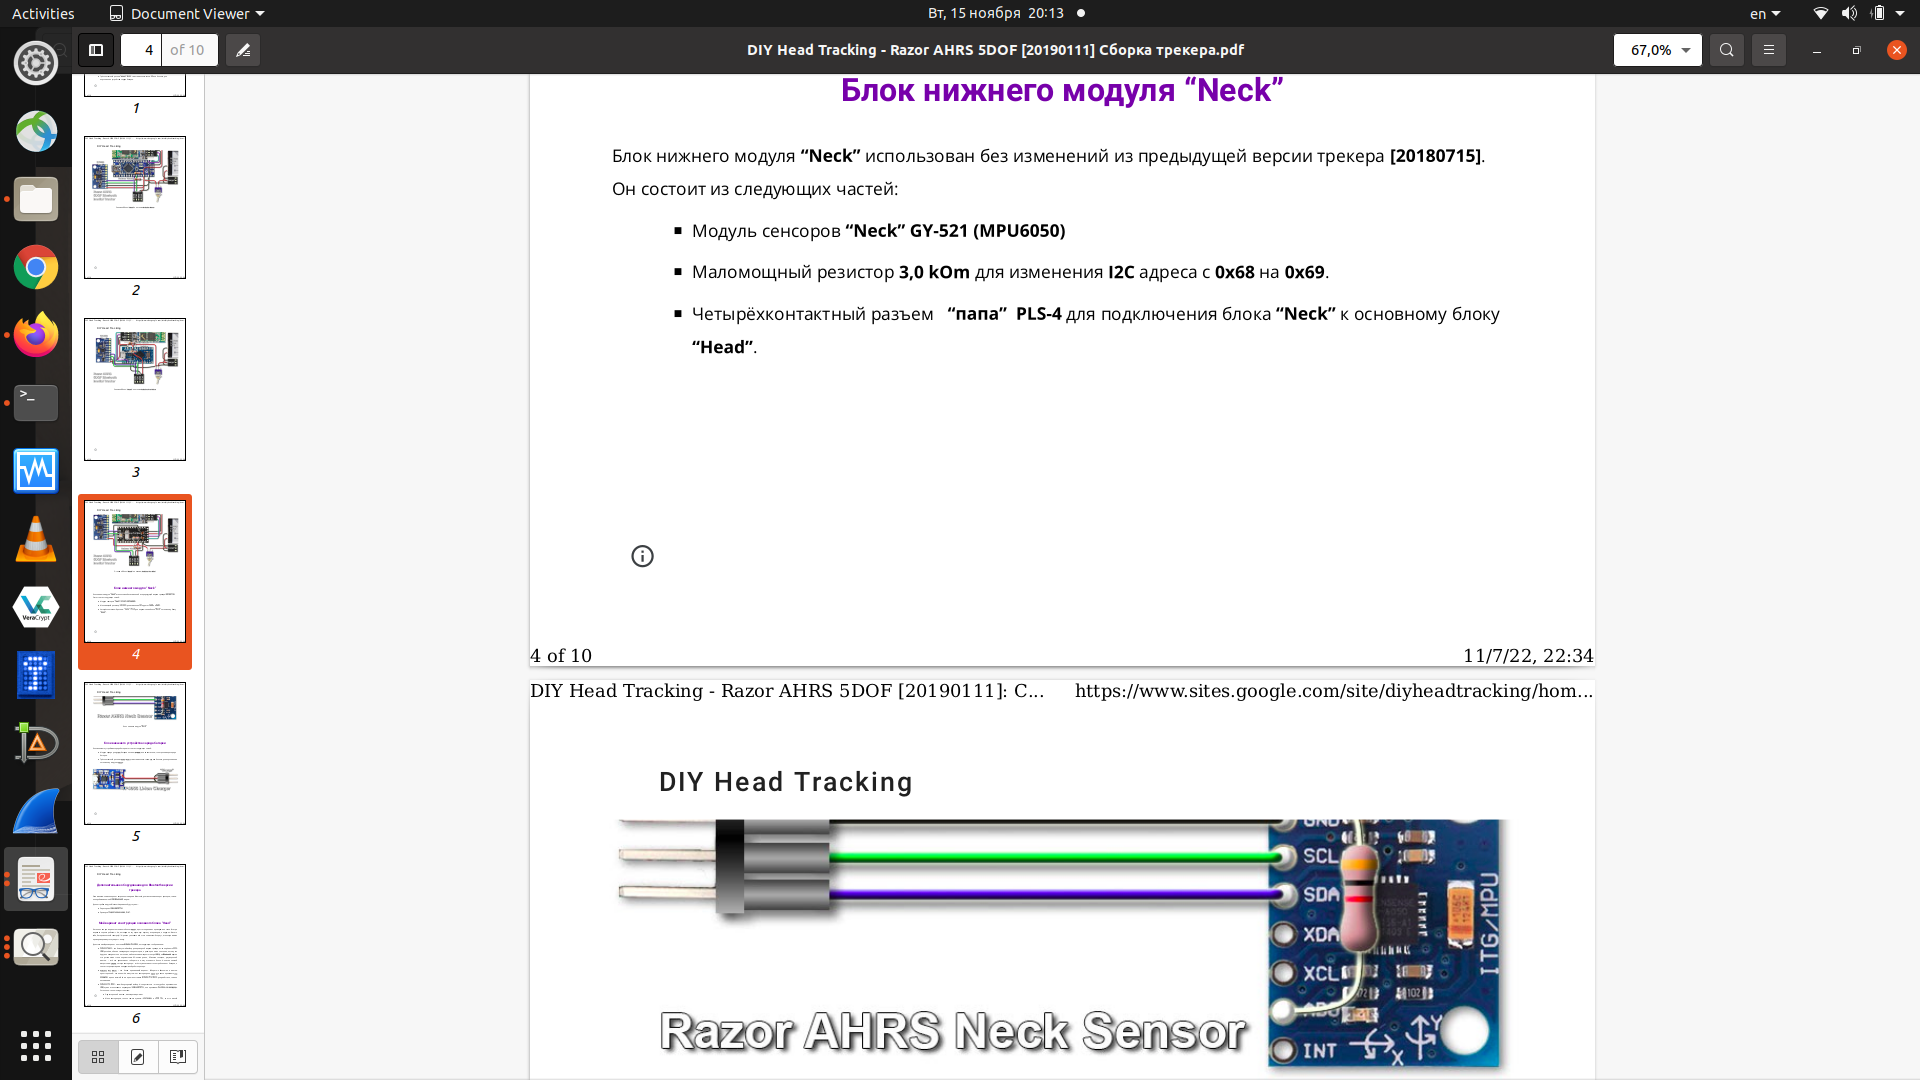 Activities
Document Viewer
Вт, 15 ноября 20:13
en
4
of 10
DIY Head Tracking - Razor AHRS 5DOF [20190111] Сборка трекера.pdf
67,0%
1
2
3
4
5
6
Блок нижнего модуля “Neck”
Блок нижнего модуля “Neck” использован без изменений из предыдущей версии трекера [20180715].
Он состоит из следующих частей:
Модуль сенсоров “Neck” GY-521 (MPU6050)
Маломощный резистор 3,0 kOm для изменения I2C адреса с 0x68 на 0x69.
Четырёхконтактный разъем “папа” PLS-4 для подключения блока “Neck” к основному блоку
“Head”.
4 of 10
11/7/22, 22:34
DIY Head Tracking - Razor AHRS 5DOF [20190111]: C...
https://www.sites.google.com/site/diyheadtracking/hom...
DIY Head Tracking
GND
SCL
SDA
XDA
XCL
INT
ITG/MPU
Y
X
Razor AHRS Neck Sensor
VeraCrypt